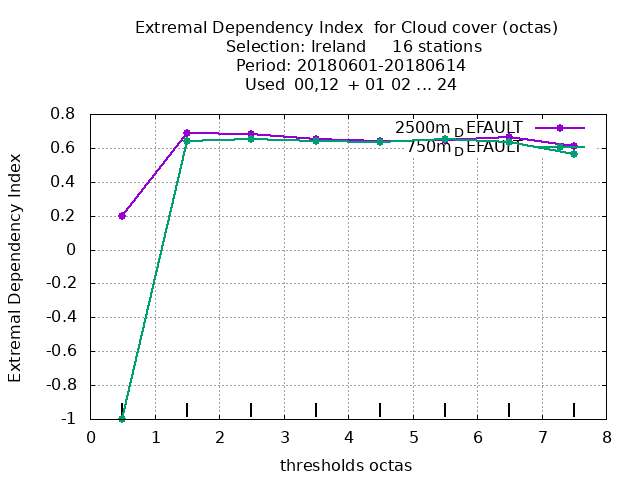 Extremal Dependency Index  for Cloud cover (octas)
Selection: Ireland     16 stations
Period: 20180601-20180614
Used  00,12  + 01 02 ... 24
0.8
0.6
0.4
0.2
0
-0.2
-0.4
-0.6
-0.8
-1
Extremal Dependency Index
2500m_DEFAULT
750m_DEFAULT
0 1 2 3 4 5 6 7 8
thresholds octas